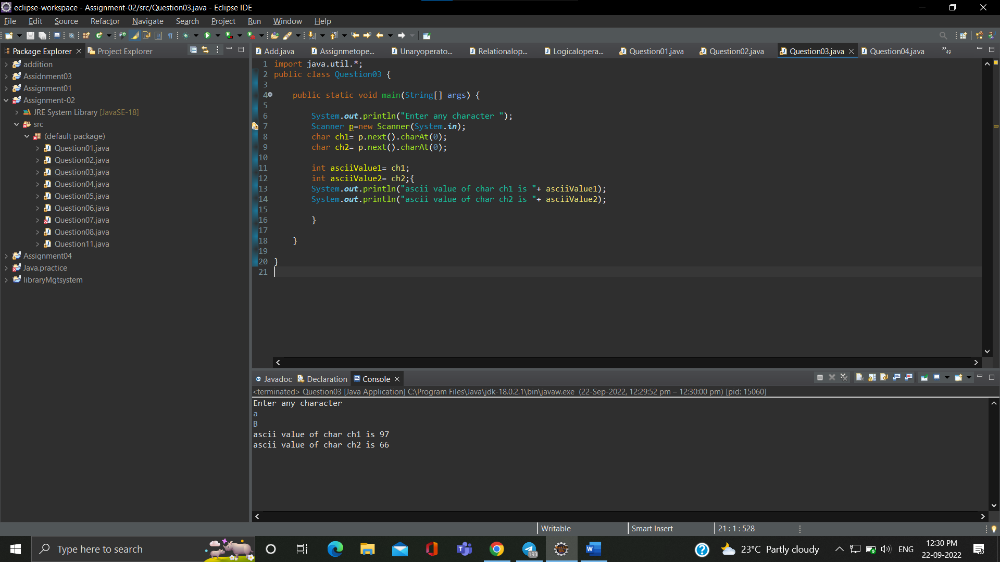 eclipse-workspace - Assignment-02/src/Question03.java - Eclipse IDE
File Edit Source Refactor Navigate Search Project Run Window Help
Package Explorer Project Explorer
addition
Assidnment03
Assignment01
Assignment-02
JRE System Library [JavaSE-18]
src
(default package)
Question01.java
Question02.java
Question03.java
Question04.java
Question05.java
Question06.java
Question07.java
Question08.java
Question11.java
Assignment04
Java.practice
libraryMgtsystem
Add.java Assignmetope... Unaryoperato... Relationalop... Logicalopera... Question01.java Question02.java Question03.java Question04.java »49
1 import java.util.*;
2 public class Question03 {
3
4 public static void main(String[] args) {
5
6 System.out.println("Enter any character ");
7 Scanner p=new Scanner(System.in);
8 char ch1= p.next().charAt(0);
9 char ch2= p.next().charAt(0);
10
11 int asciiValue1= ch1;
12 int asciiValue2= ch2;{
13 System.out.println("ascii value of char ch1 is "+ asciiValue1);
14 System.out.println("ascii value of char ch2 is "+ asciiValue2);
15
16 }
17
18 }
19
20 }
21
Javadoc Declaration Console
<terminated> Question03 [Java Application] C:\Program Files\Java\jdk-18.0.2.1\bin\javaw.exe (22-Sep-2022, 12:29:52 pm – 12:30:00 pm) [pid: 15060]
Enter any character
a
B
ascii value of char ch1 is 97
ascii value of char ch2 is 66
Writable Smart Insert 21 : 1 : 528
Type here to search
193
23°C Partly cloudy
ENG
12:30 PM
22-09-2022